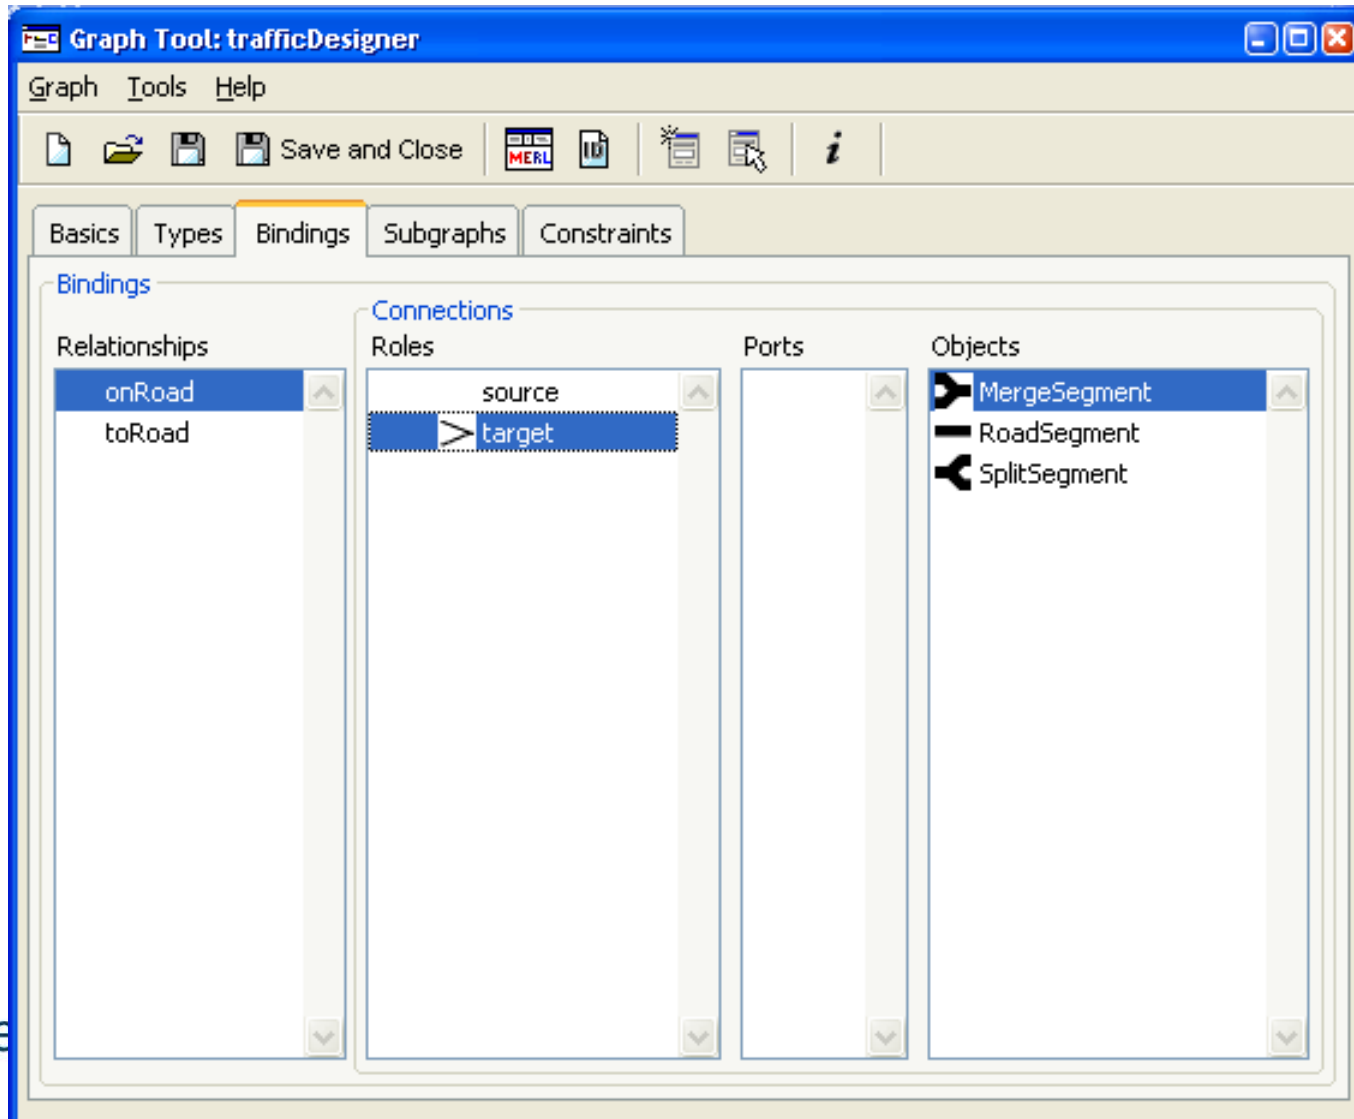 Graph Tool: trafficDesigner
Graph Tools Help
Save and Close MERL ID i
Basics Types Bindings Subgraphs Constraints
Bindings
Connections
Relationships Roles Ports Objects
onRoad source MergeSegment
toRoad target RoadSegment
SplitSegment
e